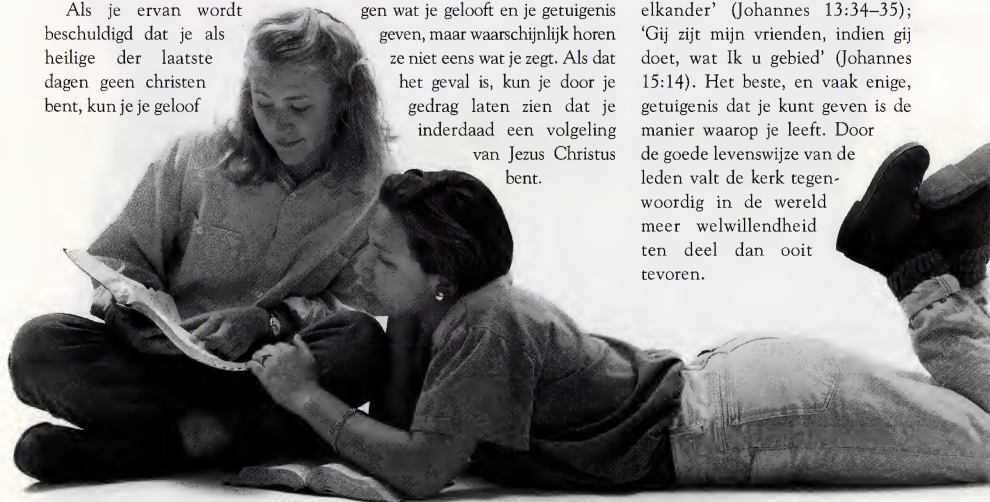 Als je ervan wordt
beschuldigd dat je als
heilige der laatste
dagen geen christen
bent, kun je je geloof
gen wat je gelooft en je getuigenis
geven, maar waarschijnlijk horen
ze niet eens wat je zegt. Als dat
het geval is, kun je door je
gedrag laten zien dat je
inderdaad een volgeling
van Jezus Christus
bent.
elkander’ (Johannes 13:34–35);
‘Gij zijt mijn vrienden, indien gij
doet, wat Ik u gebied’ (Johannes
15:14). Het beste, en vaak enige,
getuigenis dat je kunt geven is de
manier waarop je leeft. Door
de goede levenswijze van de
leden valt de kerk tegen-
woordig in de wereld
meer welwillendheid
ten deel dan ooit
tevoren.